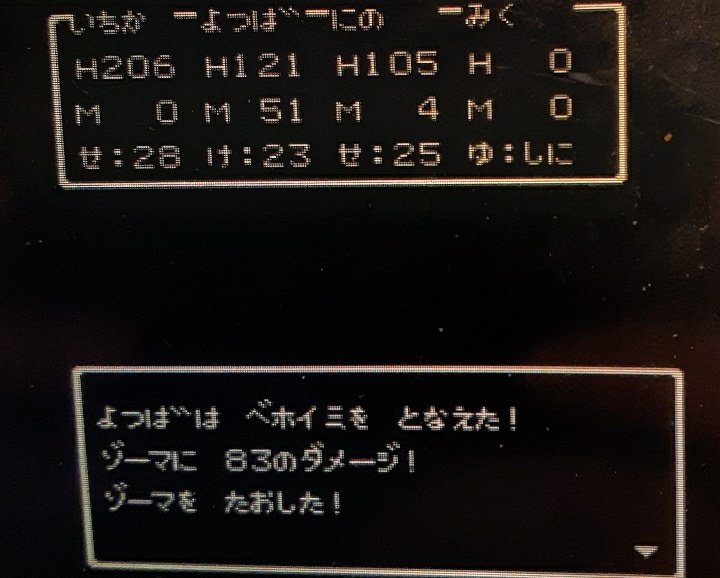 いちか よつば にの みく
H206 H121 H105 H 0
M 0 M 51 M 4 M 0
せ:28 け:23 せ:25 ゆ:しに
よつばは ベホイミを となえた!
ゾーマに 83のダメージ!
ゾーマを たおした!